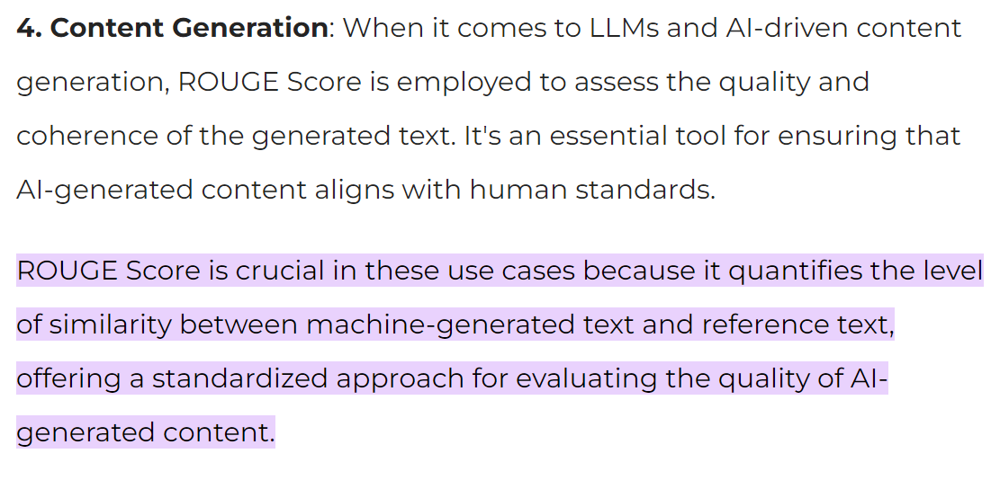 4. Content Generation: When it comes to LLMs and AI-driven content
generation, ROUGE Score is employed to assess the quality and
coherence of the generated text. It's an essential tool for ensuring that
AI-generated content aligns with human standards.
ROUGE Score is crucial in these use cases because it quantifies the level
of similarity between machine-generated text and reference text,
offering a standardized approach for evaluating the quality of AI-
generated content.